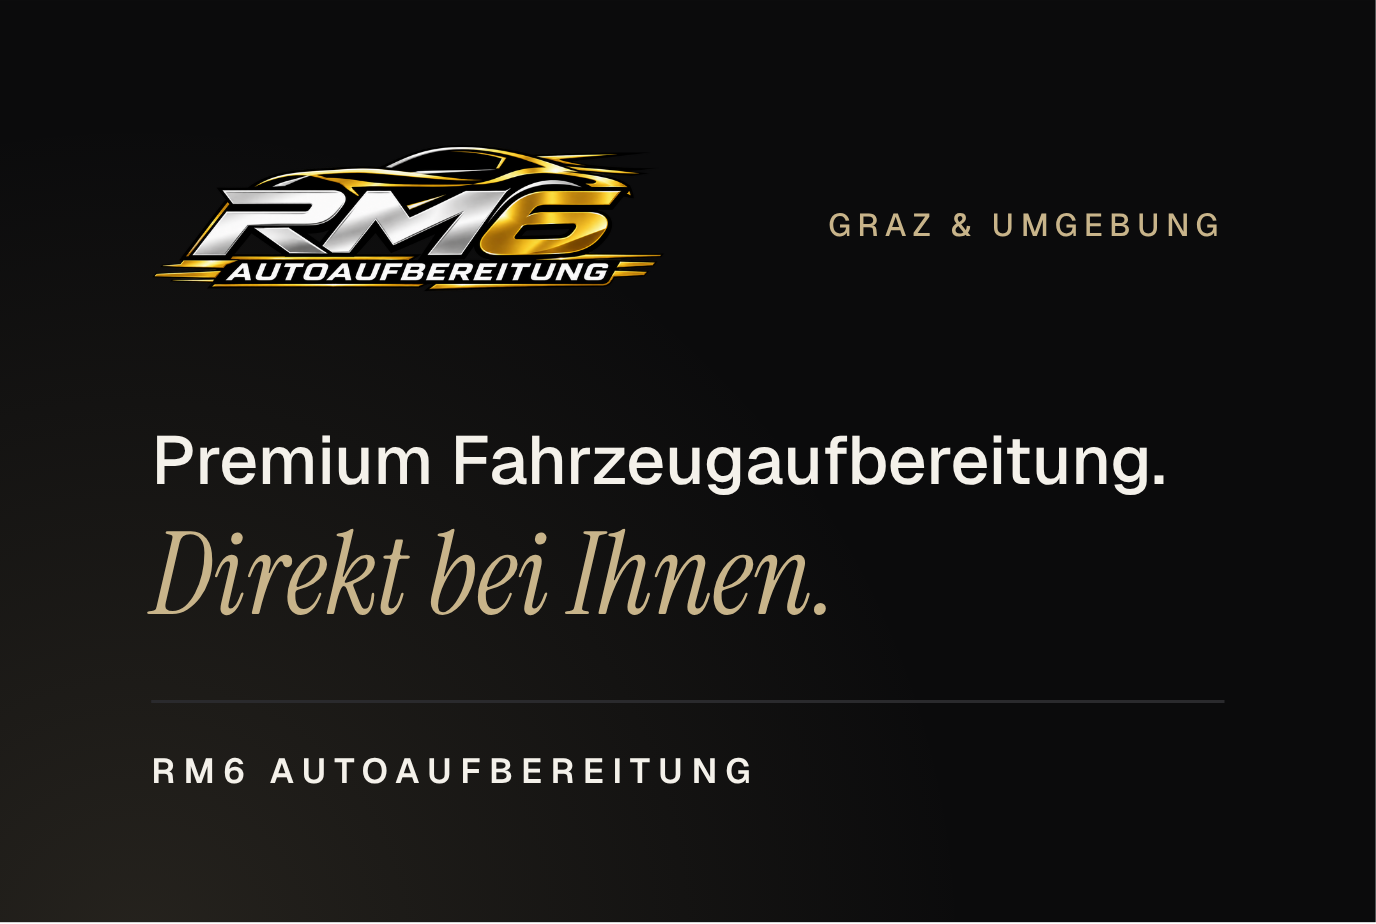 RM6
AUTOAUFBEREITUNG
GRAZ & UMGEBUNG
Premium Fahrzeugaufbereitung.
Direkt bei Ihnen.
RM6 AUTOAUFBEREITUNG